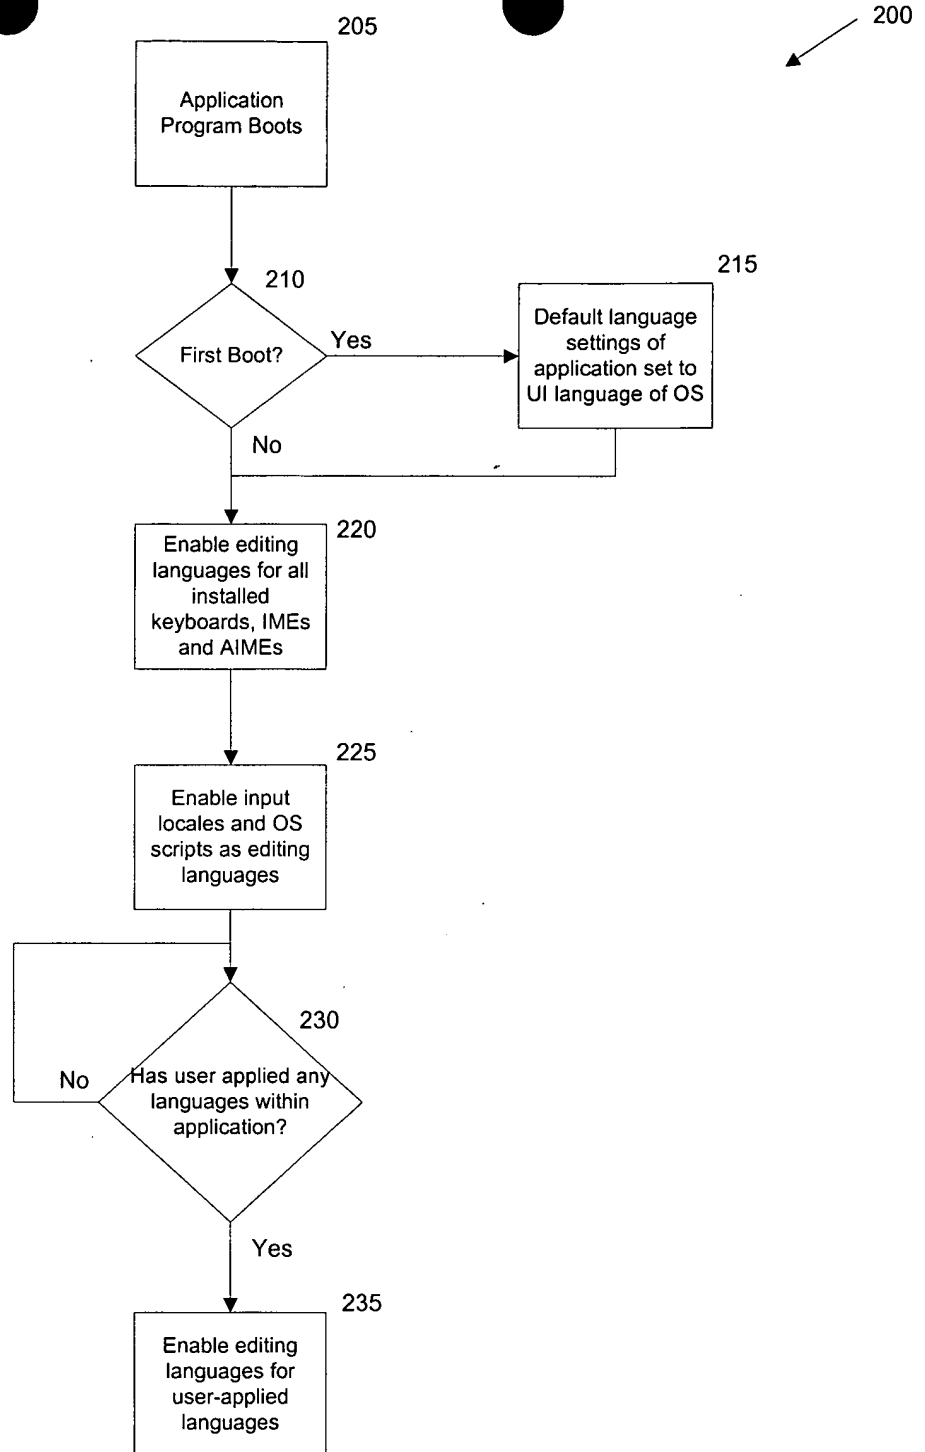 200
205
Application
Program Boots
210
First Boot?
Yes
No
215
Default language
settings of
application set to
UI language of OS
220
Enable editing
languages for all
installed
keyboards, IMEs
and AIMEs
225
Enable input
locales and OS
scripts as editing
languages
230
Has user applied any
languages within
application?
No
Yes
235
Enable editing
languages for
user-applied
languages